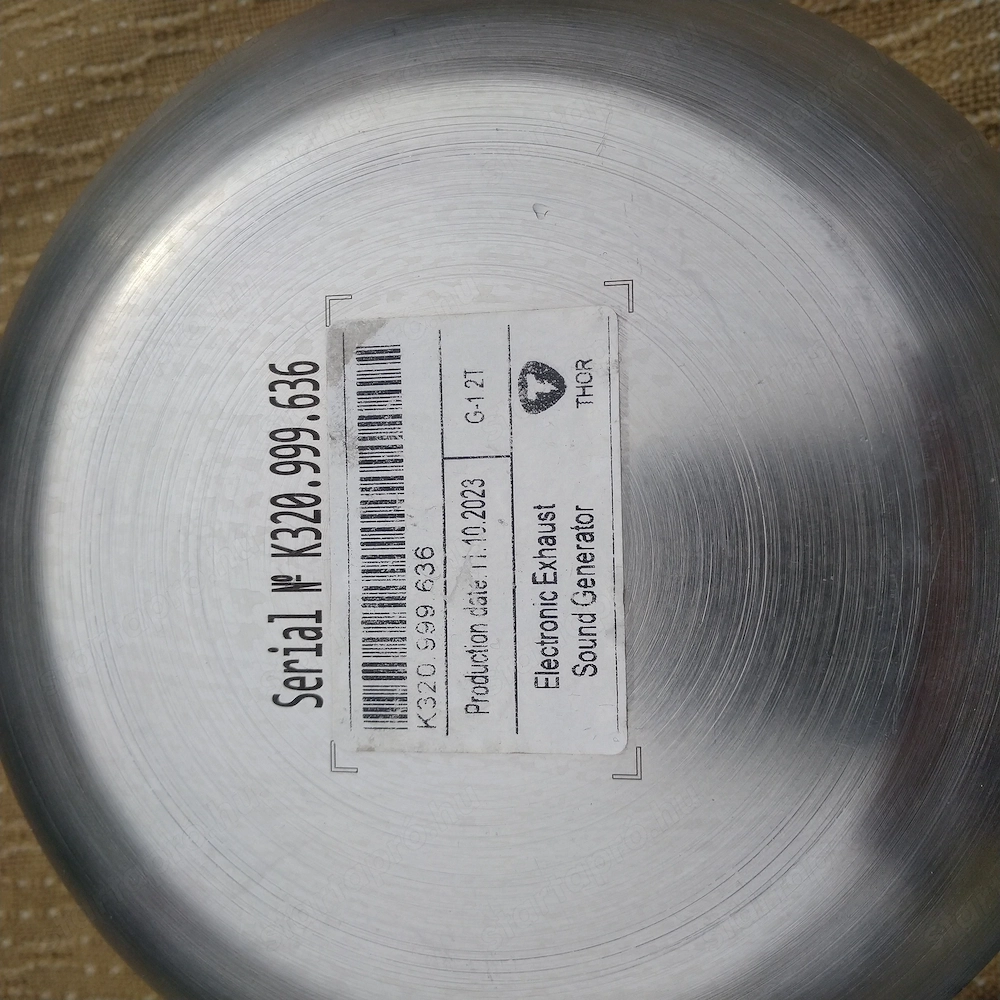 Serial № K320.999.636
K320.999.636
Production date: 11.10.2023
G-1 2T
Electronic Exhaust
Sound Generator
THOR